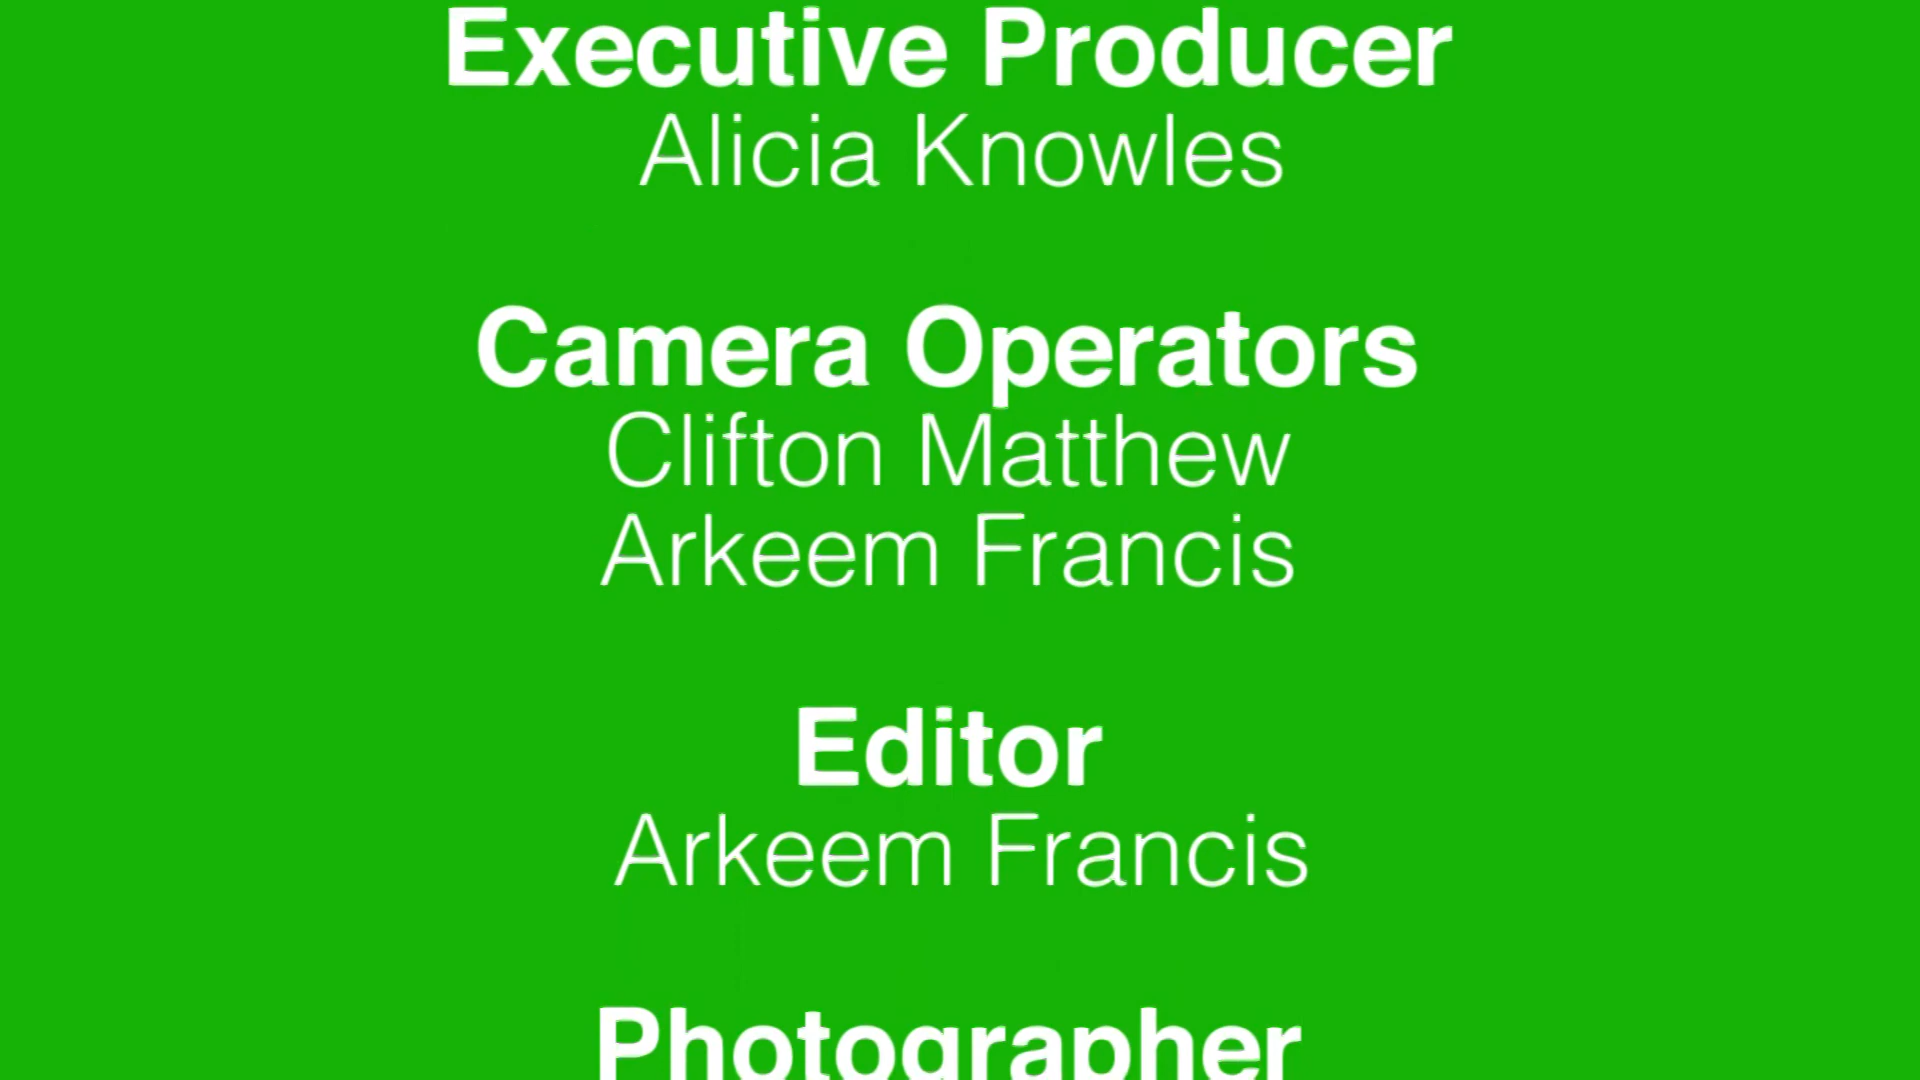 Executive Producer
Alicia Knowles
Camera Operators
Clifton Matthew
Arkeem Francis
Editor
Arkeem Francis
Photographer